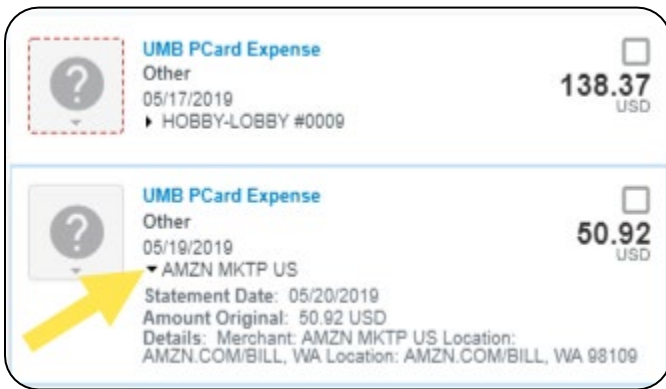 UMB PCard Expense
Other
138.37
05/17/2019
USD
HOBBY-LOBBY #0009
UMB PCard Expense
Other
50.92
05/19/2019
USD
AMZN MKTP US
Statement Date: 05/20/2019
Amount Original: 50.92 USD
Details: Merchant: AMZN MKTP US Location:
AMZN.COM/BILL, WA Location: AMZN.COM/BILL, WA 98109